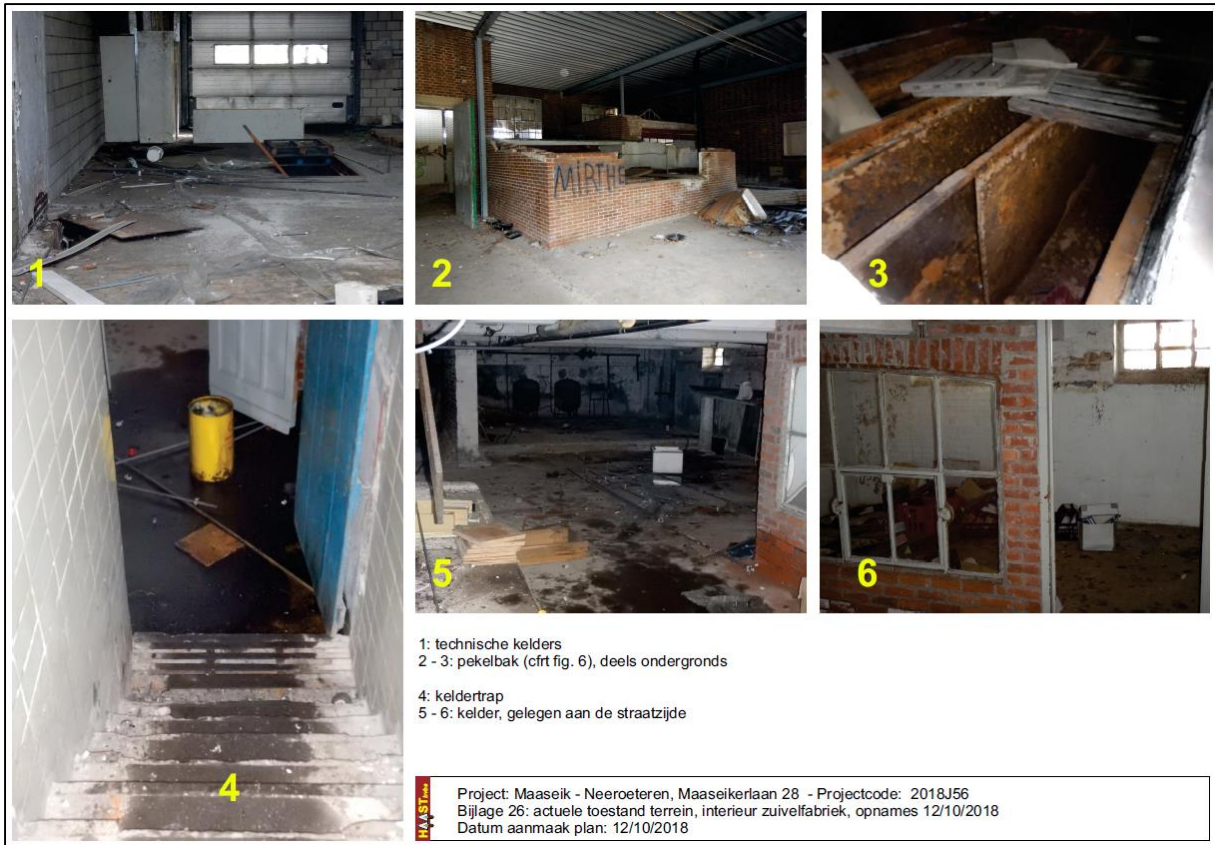 1
2
MIRTHE
3
4
5
6
1: technische kelders
2 - 3: pekelbak (cfrt fig. 6), deels ondergronds
4: keldertrap
5 - 6: kelder, gelegen aan de straatzijde
HAAST bvba
Project: Maaseik - Neeroeteren, Maaseikerlaan 28 - Projectcode: 2018J56
Bijlage 26: actuele toestand terrein, interieur zuivelfabriek, opnames 12/10/2018
Datum aanmaak plan: 12/10/2018